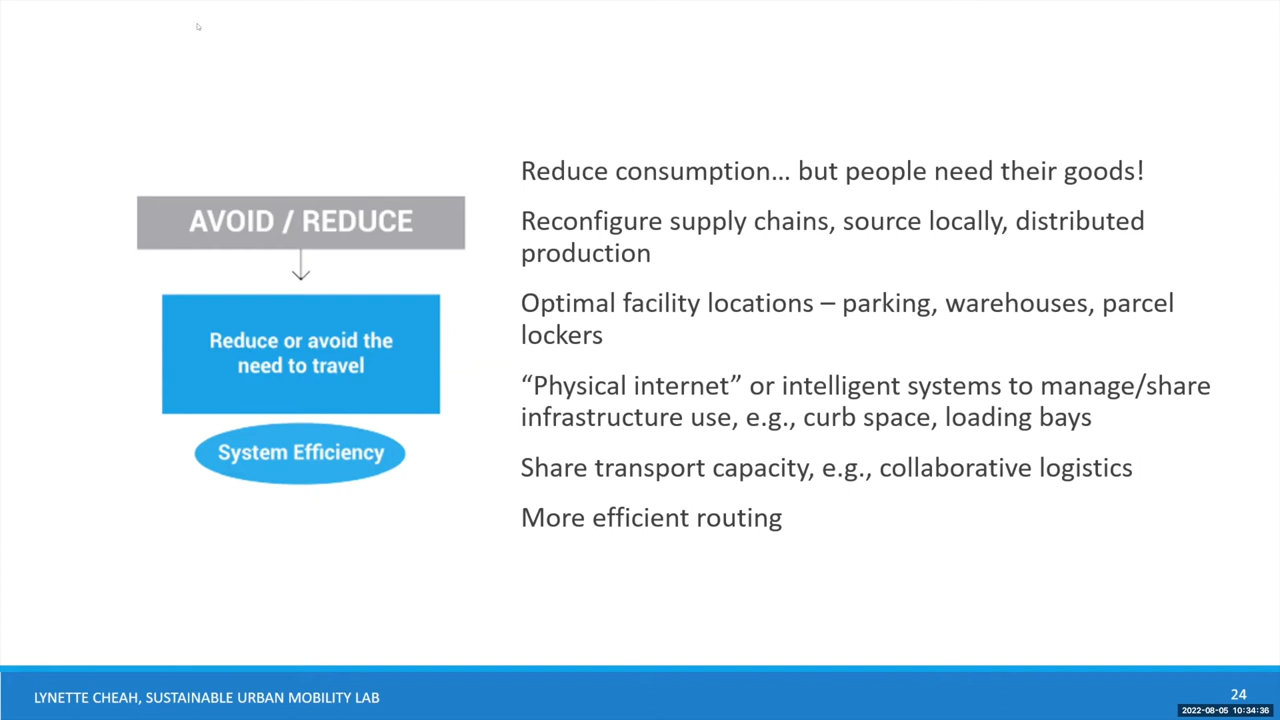 AVOID / REDUCE
Reduce or avoid the
need to travel
System Efficiency
Reduce consumption... but people need their goods!
Reconfigure supply chains, source locally, distributed
production
Optimal facility locations – parking, warehouses, parcel
lockers
“Physical internet” or intelligent systems to manage/share
infrastructure use, e.g., curb space, loading bays
Share transport capacity, e.g., collaborative logistics
More efficient routing
LYNETTE CHEAH, SUSTAINABLE URBAN MOBILITY LAB
24
2022-08-05 10:34:36